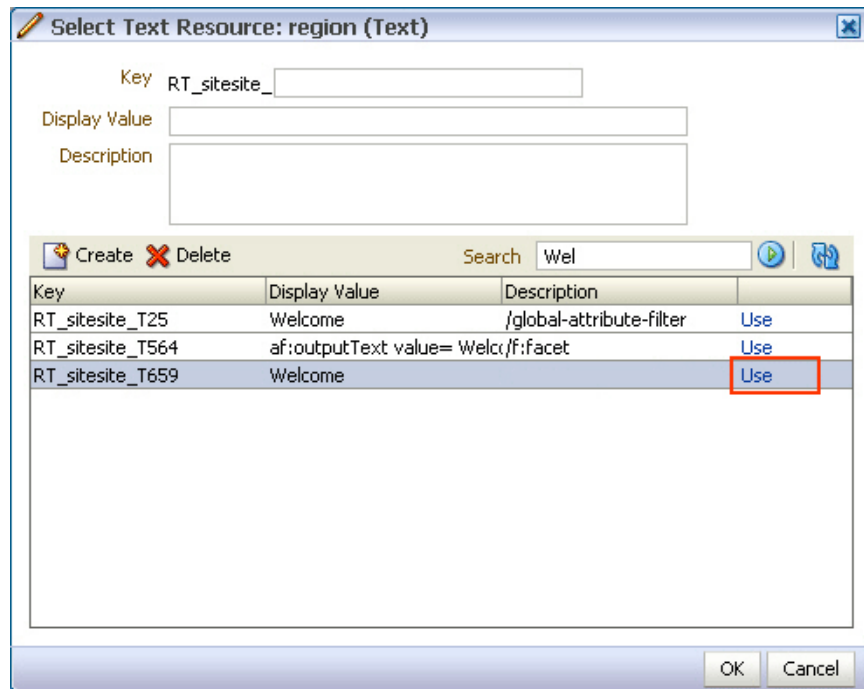 Select Text Resource: region (Text)
Key RT_sitesite_
Display Value
Description
Create Delete Search Wel
Key Display Value Description
RT_sitesite_T25 Welcome /global-attribute-filter Use
RT_sitesite_T564 af:outputText value= Welc /f:facet Use
RT_sitesite_T659 Welcome Use
OK Cancel